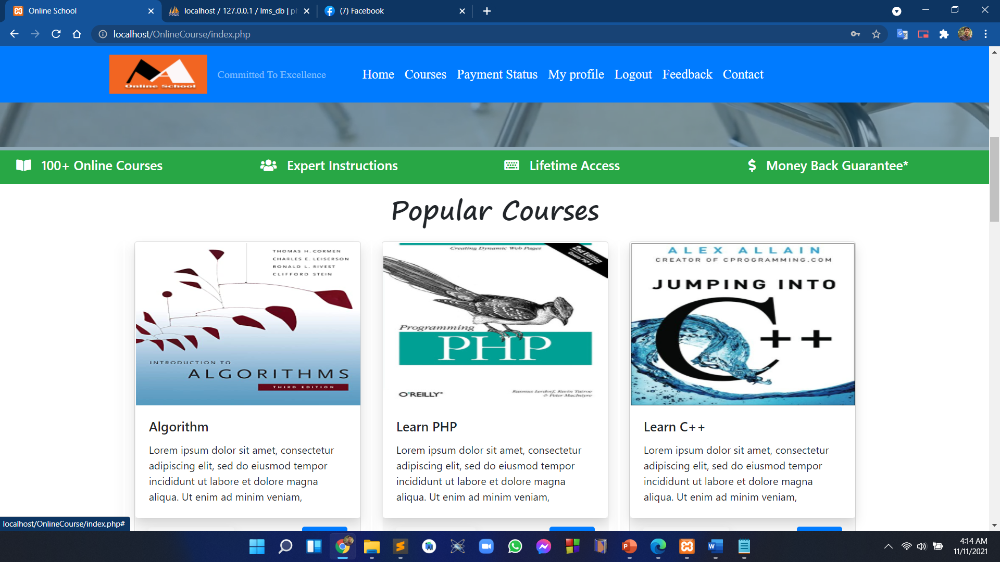 Online School
localhost / 127.0.0.1 / lms_db | ph
(7) Facebook
localhost/OnlineCourse/index.php
Online School
Committed To Excellence
Home Courses Payment Status My profile Logout Feedback Contact
100+ Online Courses
Expert Instructions
Lifetime Access
Money Back Guarantee*
Popular Courses
THOMAS H. CORMEN
CHARLES E. LEISERSON
RONALD L. RIVEST
CLIFFORD STEIN
INTRODUCTION TO
ALGORITHMS
THIRD EDITION
Algorithm
Lorem ipsum dolor sit amet, consectetur
adipiscing elit, sed do eiusmod tempor
incididunt ut labore et dolore magna
aliqua. Ut enim ad minim veniam,
Creating Dynamic Web Pages
2nd Edition
Covers PHP 5
Programming
PHP
O'REILLY®
Rasmus Lerdorf, Kevin Tatroe
& Peter MacIntyre
Learn PHP
Lorem ipsum dolor sit amet, consectetur
adipiscing elit, sed do eiusmod tempor
incididunt ut labore et dolore magna
aliqua. Ut enim ad minim veniam,
ALEX ALLAIN
CREATOR OF CPROGRAMMING.COM
JUMPING INTO
C++
Learn C++
Lorem ipsum dolor sit amet, consectetur
adipiscing elit, sed do eiusmod tempor
incididunt ut labore et dolore magna
aliqua. Ut enim ad minim veniam,
localhost/OnlineCourse/index.php#
4:14 AM
11/11/2021